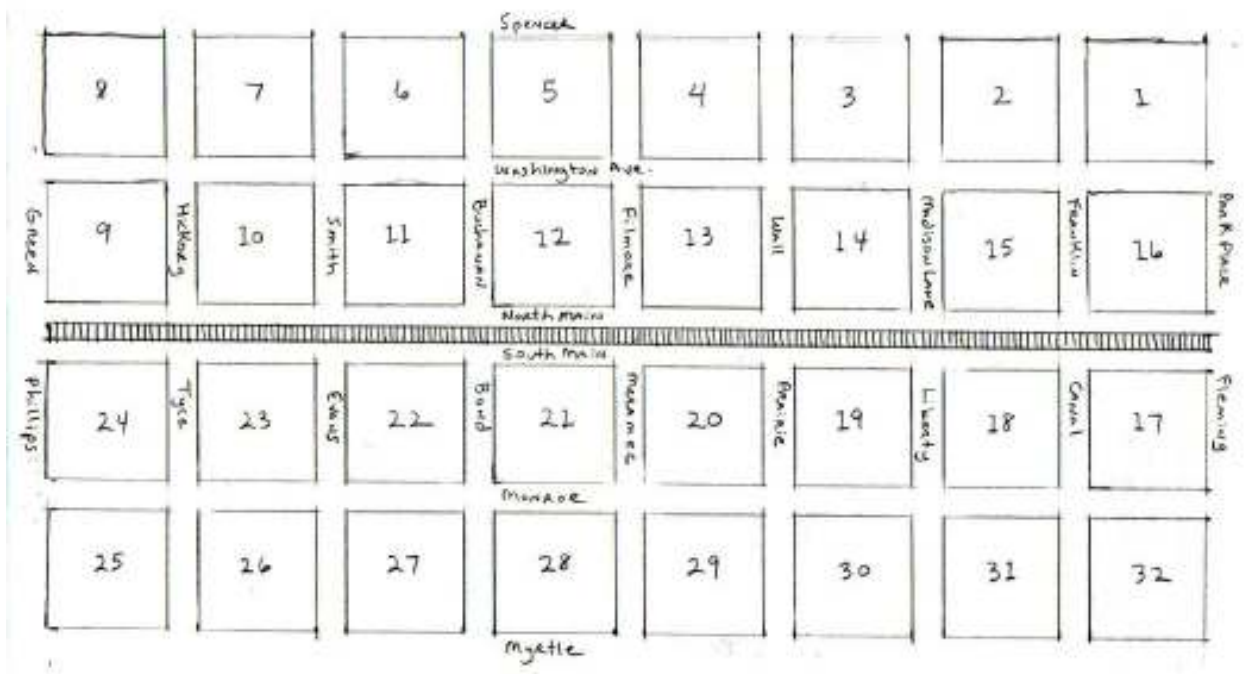 Spencer
8 7 6 5 4 3 2 1
Washington Ave.
Green 9 Hickory 10 Smith 11 Buchanan 12 Filmore 13 Wall 14 Madison Lane 15 Franklin 16 Park Place
North Main
South Main
Phillips 24 Tyce 23 Evans 22 Bond 21 Meramec 20 Prairie 19 Liberty 18 Canal 17 Fleming
Monroe
25 26 27 28 29 30 31 32
Myrtle